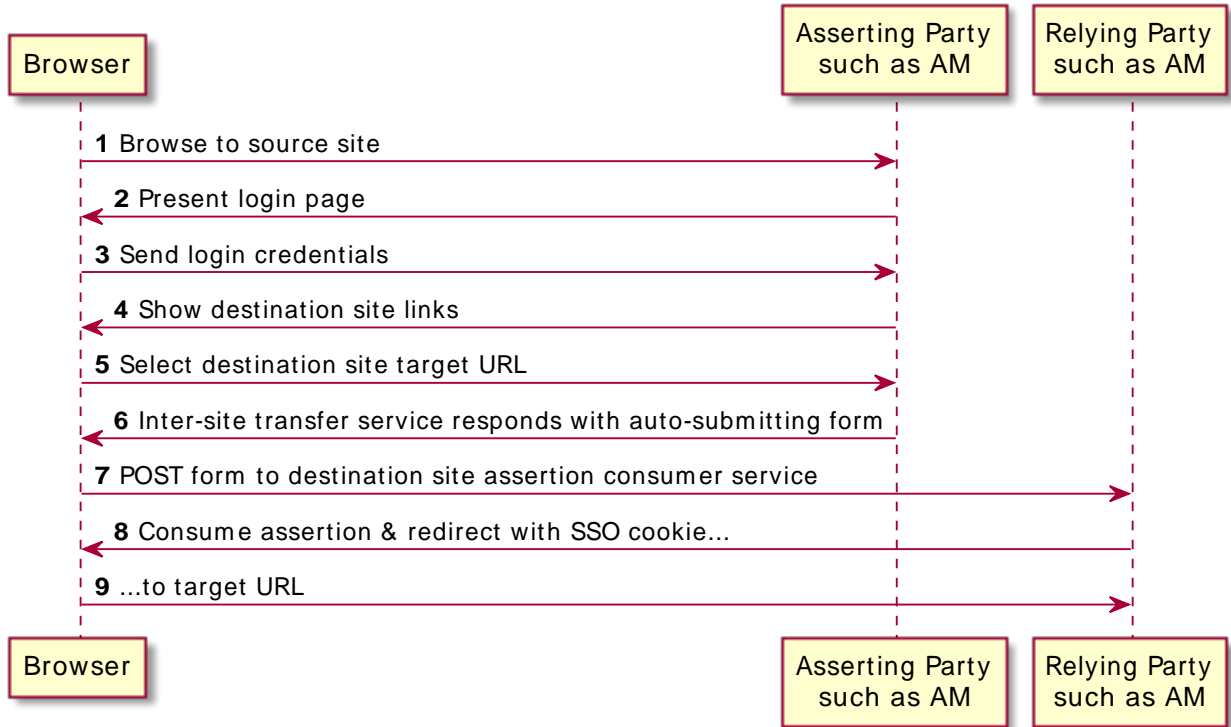 Browser
Asserting Party
such as AM
Relying Party
such as AM
1 Browse to source site
2 Present login page
3 Send login credentials
4 Show destination site links
5 Select destination site target URL
6 Inter-site transfer service responds with auto-submitting form
7 POST form to destination site assertion consumer service
8 Consume assertion & redirect with SSO cookie...
9 ...to target URL
Browser
Asserting Party
such as AM
Relying Party
such as AM